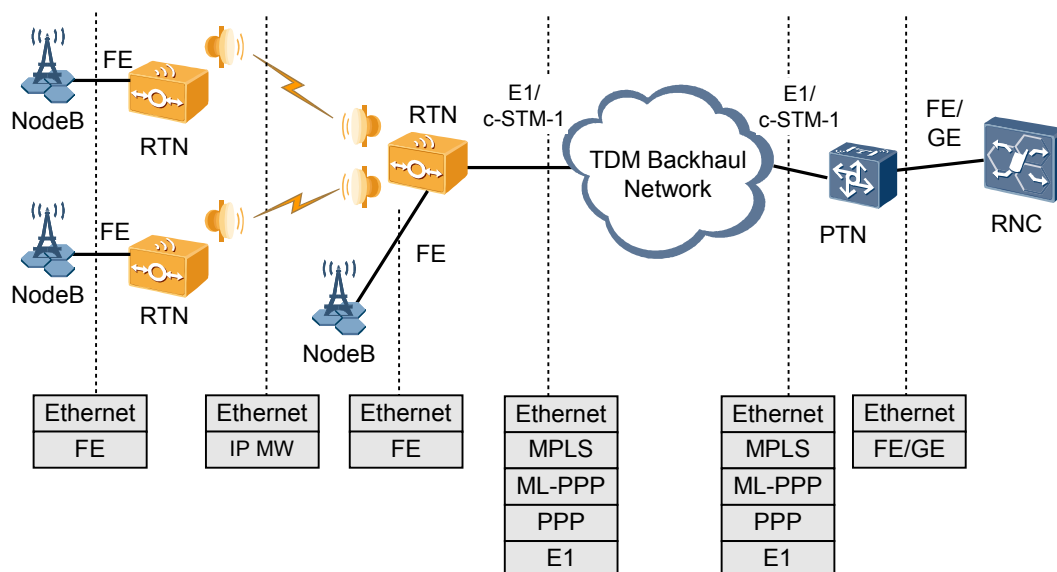 FE
NodeB
RTN
FE
NodeB
RTN
RTN
FE
NodeB
E1/
c-STM-1
TDM Backhaul
Network
E1/
c-STM-1
PTN
FE/
GE
RNC
Ethernet
FE
Ethernet
IP MW
Ethernet
FE
Ethernet
MPLS
ML-PPP
PPP
E1
Ethernet
MPLS
ML-PPP
PPP
E1
Ethernet
FE/GE